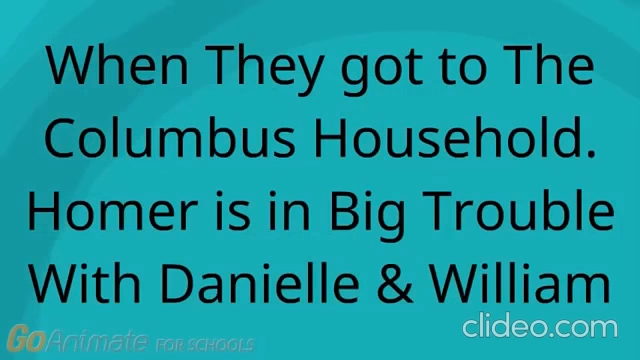 When They got to The
Columbus Household.
Homer is in Big Trouble
With Danielle & William
clideo.com
GoAnimate FOR SCHOOLS